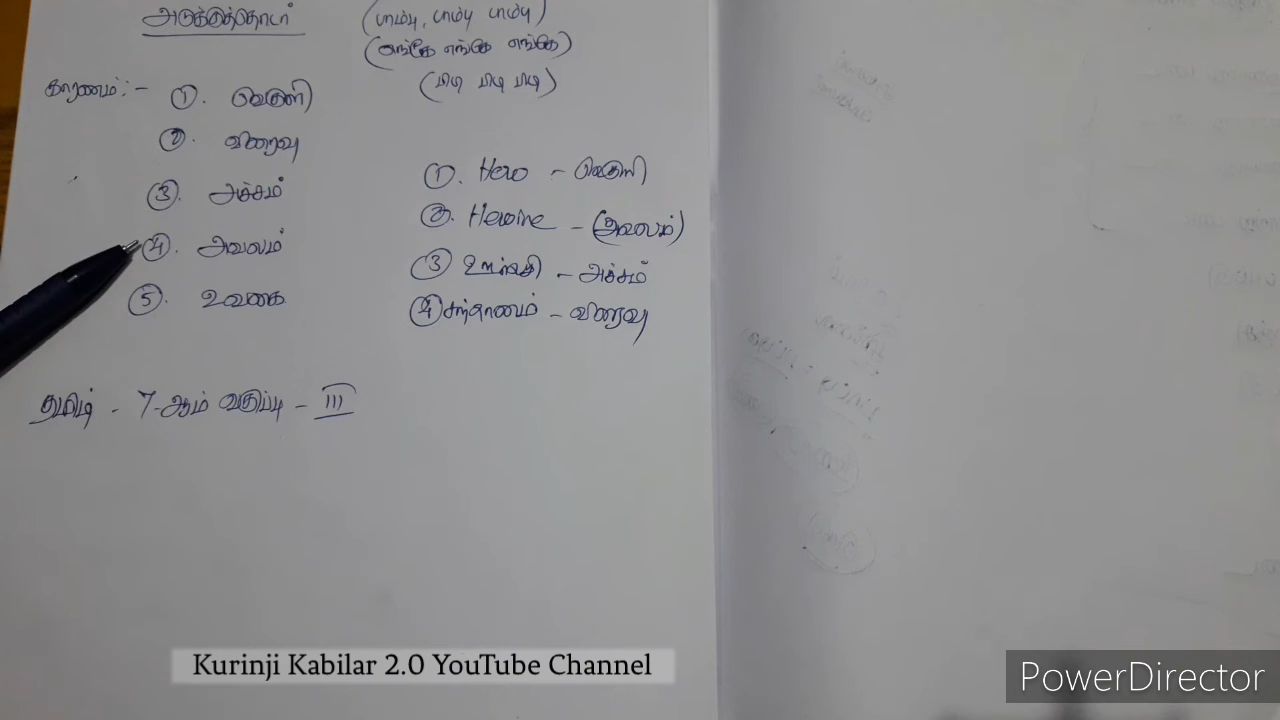 அடுக்குத்தொடர்
(பாம்பு, பாம்பு பாம்பு)
(எங்கே எங்கே எங்கே)
(பிடி பிடி பிடி)
காரணம்:-
① வெகுளி
② விரைவு
③ அச்சம்
④ அவலம்
⑤ உவகை
①. Hero - வெகுளி
②. Heroine - (அவலம்)
③ ஊர்வசி - அச்சம்
④ சந்தானம் - விரைவு
தமிழ் - 7-ஆம் வகுப்பு - III
Kurinji Kabilar 2.0 YouTube Channel
PowerDirector